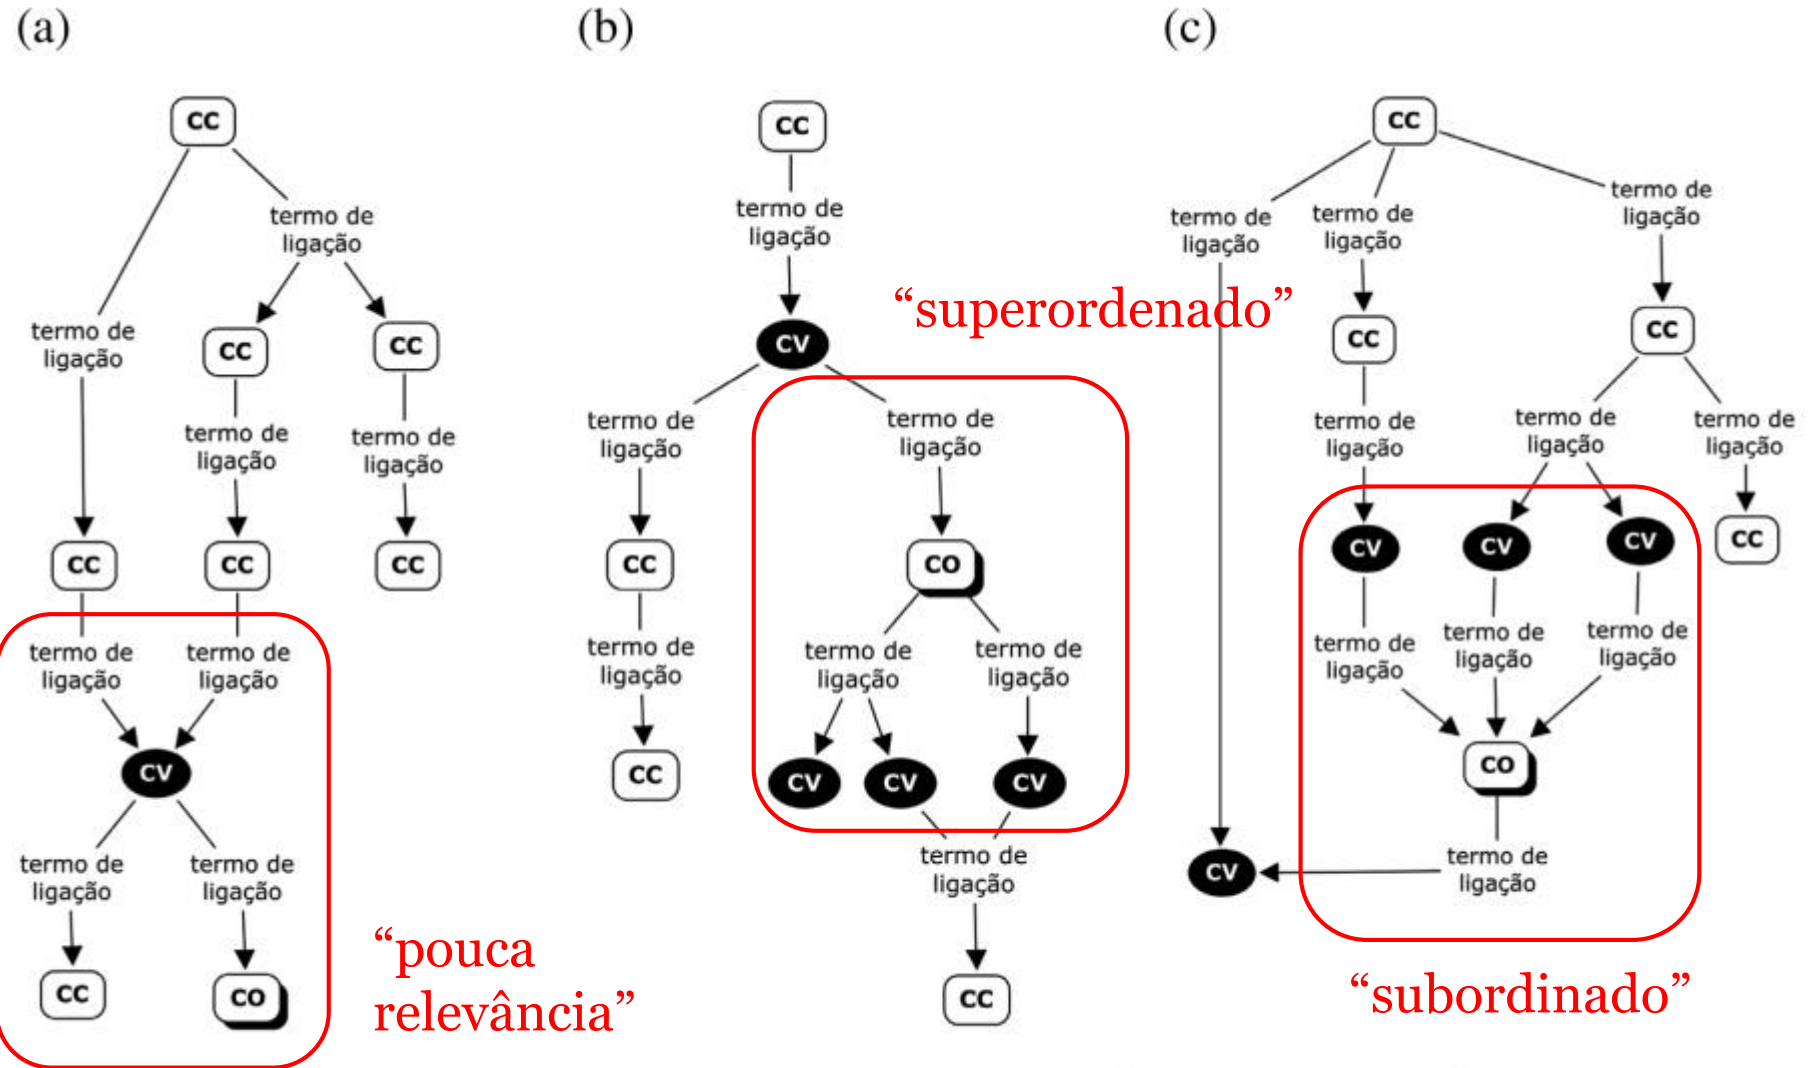 (a)
CC
termo de
ligação
termo de
ligação
CC
CC
termo de
ligação
termo de
ligação
CC
CC
CC
termo de
ligação
termo de
ligação
CV
termo de
ligação
termo de
ligação
CC
CO
“pouca
relevância”
(b)
CC
termo de
ligação
CV
“superordenado”
termo de
ligação
termo de
ligação
CC
CO
termo de
ligação
termo de
ligação
termo de
ligação
CC
CV
CV
CV
termo de
ligação
CC
(c)
CC
termo de
ligação
termo de
ligação
termo de
ligação
CC
CC
termo de
ligação
termo de
ligação
termo de
ligação
CV
CV
CV
CC
termo de
ligação
termo de
ligação
termo de
ligação
CO
termo de
ligação
CV
“subordinado”